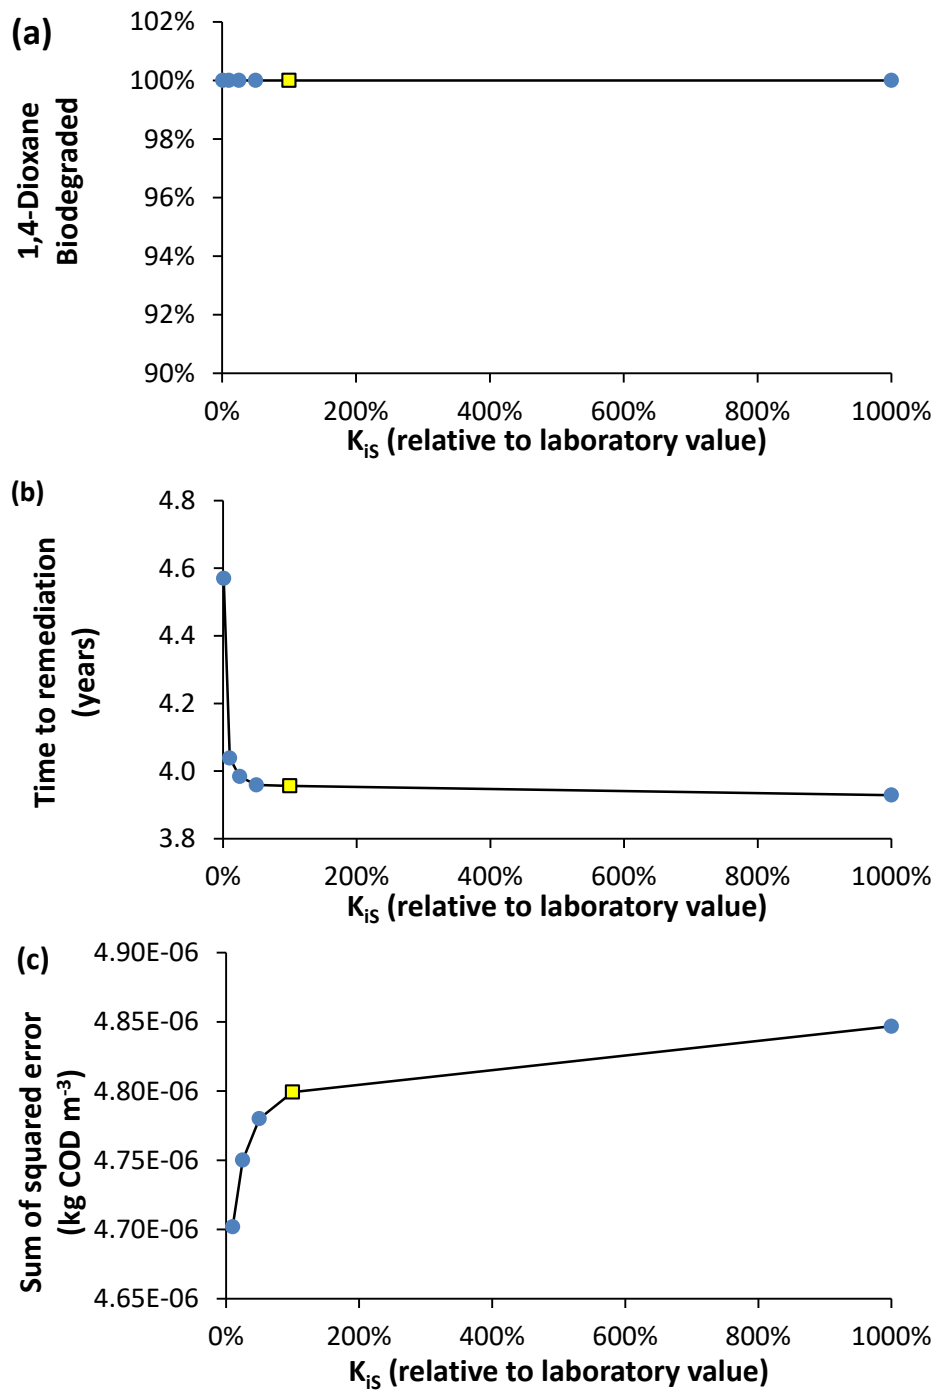 (a)
1,4-Dioxane
Biodegraded
102%
100%
98%
96%
94%
92%
90%
0% 200% 400% 600% 800% 1000%
KiS (relative to laboratory value)
(b)
Time to remediation
(years)
4.8
4.6
4.4
4.2
4.0
3.8
0% 200% 400% 600% 800% 1000%
KiS (relative to laboratory value)
(c)
Sum of squared error
(kg COD m-3)
4.90E-06
4.85E-06
4.80E-06
4.75E-06
4.70E-06
4.65E-06
0% 200% 400% 600% 800% 1000%
KiS (relative to laboratory value)